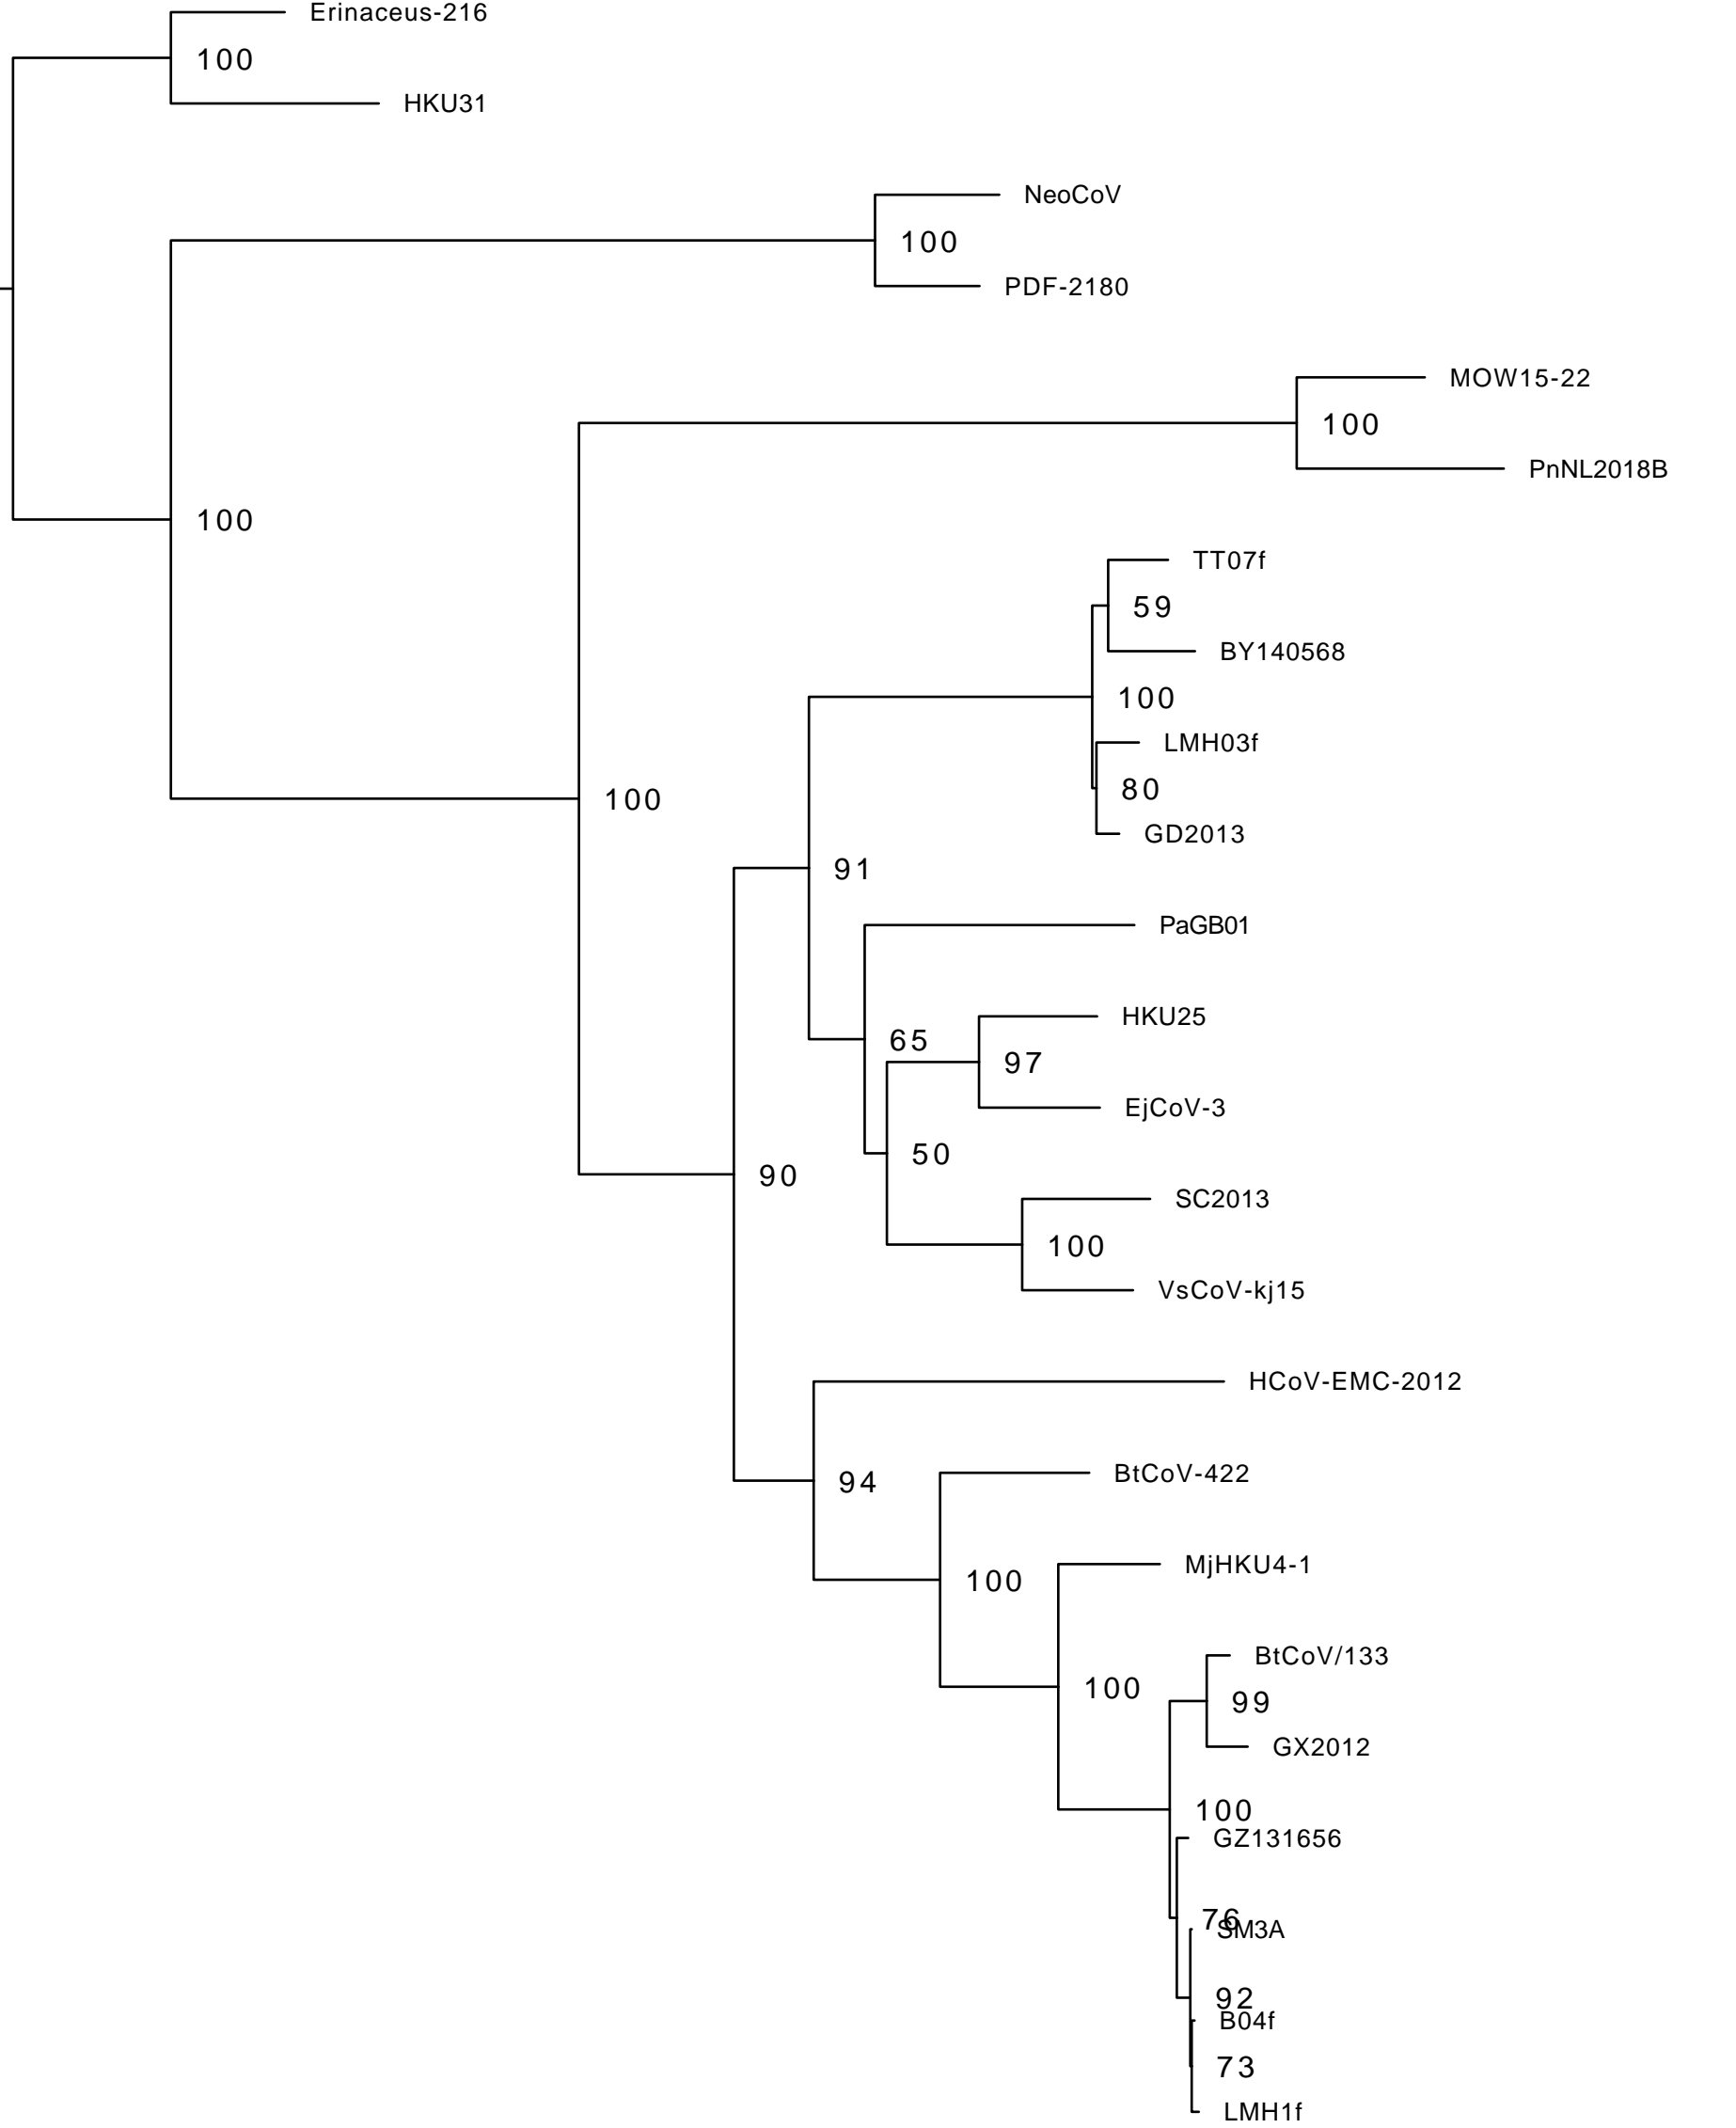 Erinaceus-216
100
HKU31
NeoCoV
100
PDF-2180
MOW15-22
100
PnNL2018B
100
TT07f
59
BY140568
100
LMH03f
80
100
GD2013
91
PaGB01
HKU25
65
97
EjCoV-3
50
90
SC2013
100
VsCoV-kj15
HCoV-EMC-2012
BtCoV-422
94
MjHKU4-1
100
BtCoV/133
100
99
GX2012
100
GZ131656
76
SM3A
92
B04f
73
LMH1f